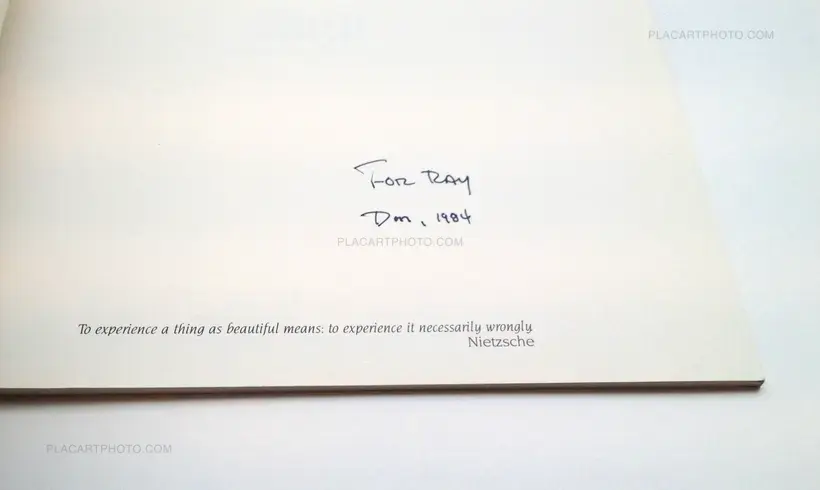 PLACARTPHOTO.COM
For Ray
Don, 1984
PLACARTPHOTO.COM
To experience a thing as beautiful means: to experience it necessarily wrongly.
Nietzsche
PLACARTPHOTO.COM